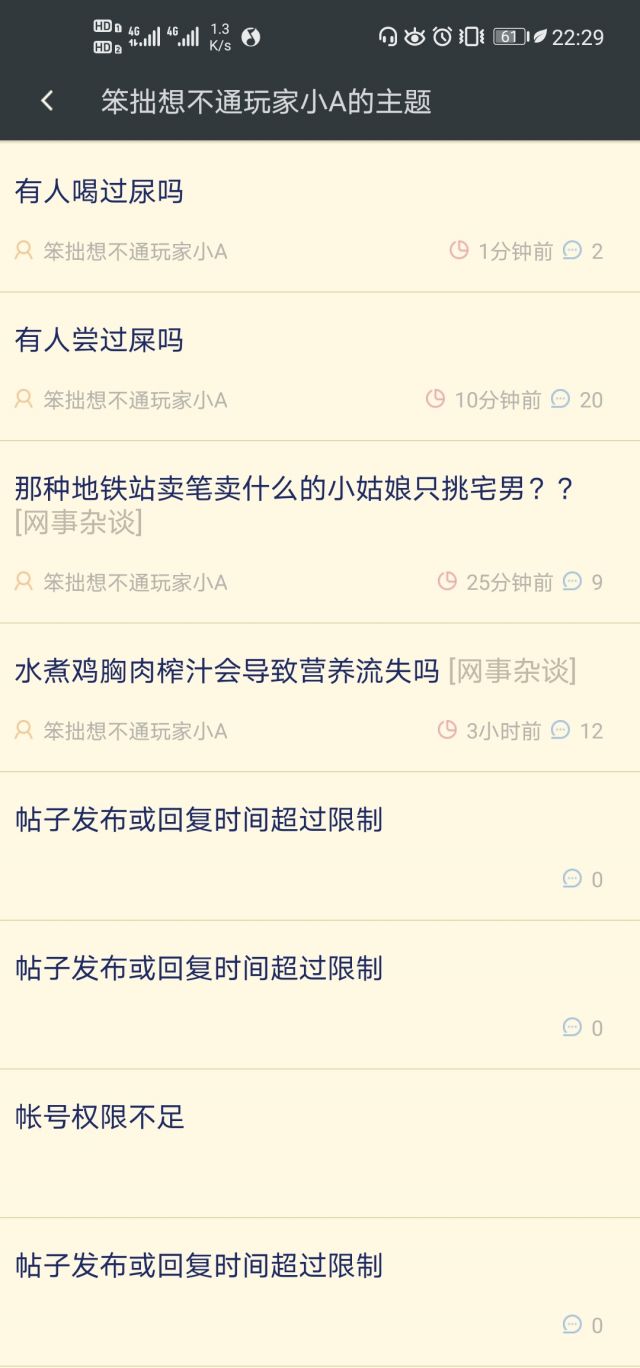 HD 1 4G 4G 1.3 61 22:29
HD 2 K/s
笨拙想不通玩家小A的主题
有人喝过尿吗
笨拙想不通玩家小A 1分钟前 2
有人尝过屎吗
笨拙想不通玩家小A 10分钟前 20
那种地铁站卖笔卖什么的小姑娘只挑宅男？？
[网事杂谈]
笨拙想不通玩家小A 25分钟前 9
水煮鸡胸肉榨汁会导致营养流失吗 [网事杂谈]
笨拙想不通玩家小A 3小时前 12
帖子发布或回复时间超过限制
0
帖子发布或回复时间超过限制
0
帐号权限不足
帖子发布或回复时间超过限制
0